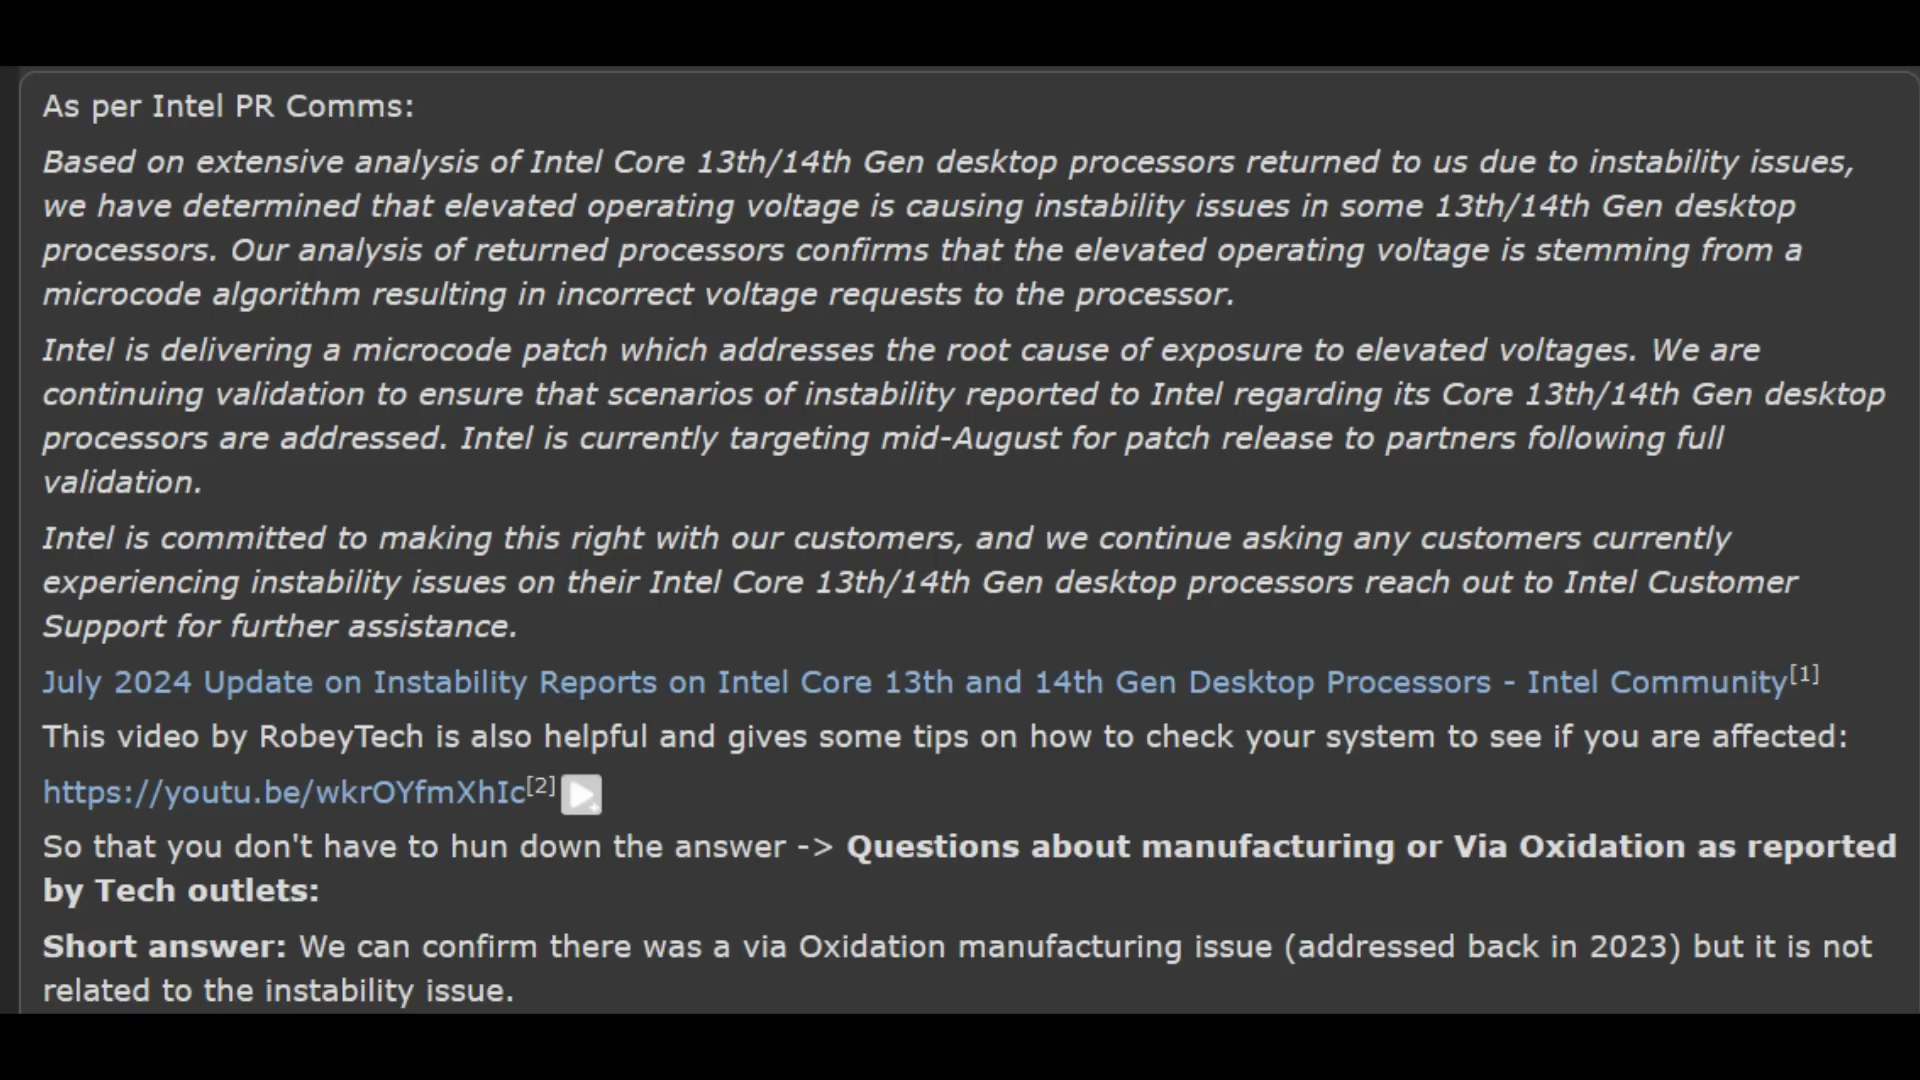 As per Intel PR Comms:
Based on extensive analysis of Intel Core 13th/14th Gen desktop processors returned to us due to instability issues,
we have determined that elevated operating voltage is causing instability issues in some 13th/14th Gen desktop
processors. Our analysis of returned processors confirms that the elevated operating voltage is stemming from a
microcode algorithm resulting in incorrect voltage requests to the processor.
Intel is delivering a microcode patch which addresses the root cause of exposure to elevated voltages. We are
continuing validation to ensure that scenarios of instability reported to Intel regarding its Core 13th/14th Gen desktop
processors are addressed. Intel is currently targeting mid-August for patch release to partners following full
validation.
Intel is committed to making this right with our customers, and we continue asking any customers currently
experiencing instability issues on their Intel Core 13th/14th Gen desktop processors reach out to Intel Customer
Support for further assistance.
July 2024 Update on Instability Reports on Intel Core 13th and 14th Gen Desktop Processors - Intel Community[1]
This video by RobeyTech is also helpful and gives some tips on how to check your system to see if you are affected:
https://youtu.be/wkrOYfmXhIc[2]
So that you don't have to hun down the answer -> Questions about manufacturing or Via Oxidation as reported
by Tech outlets:
Short answer: We can confirm there was a via Oxidation manufacturing issue (addressed back in 2023) but it is not
related to the instability issue.